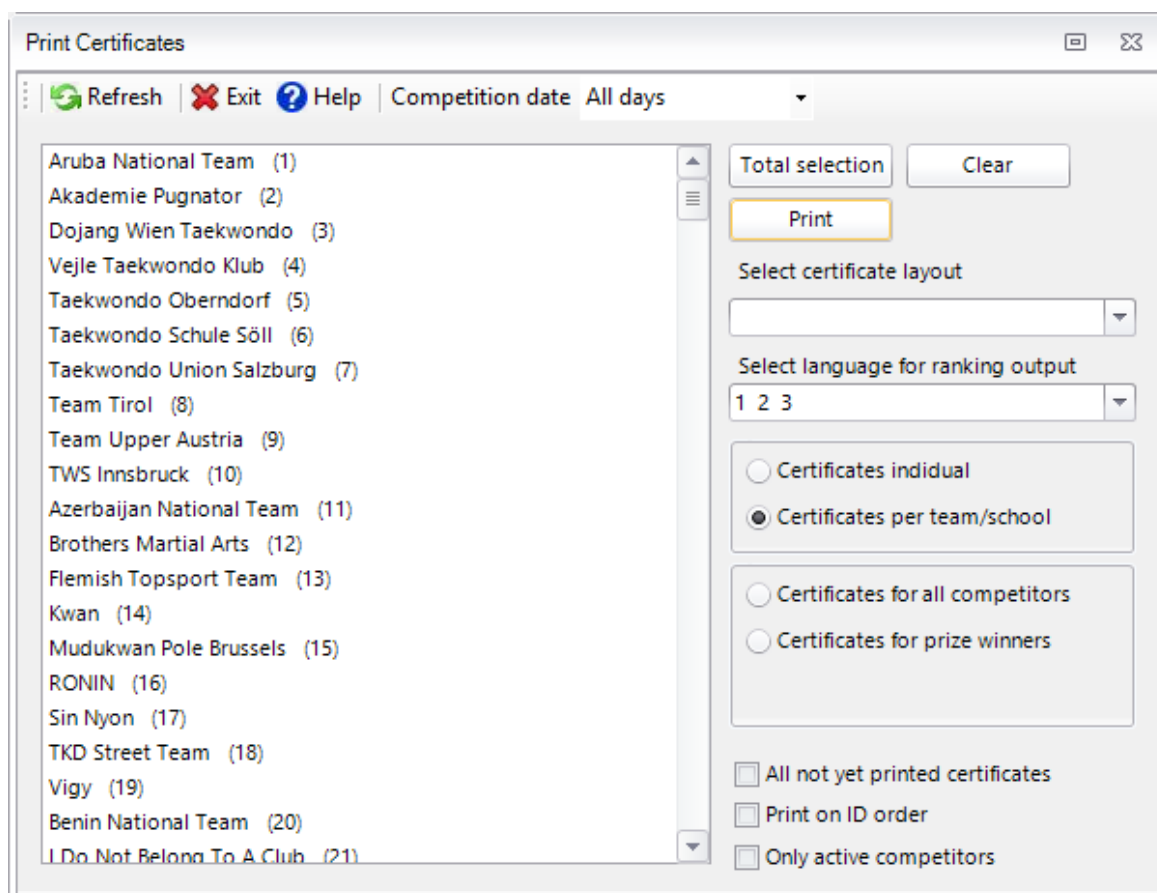 Print Certificates
Refresh Exit Help Competition date All days
Aruba National Team (1)
Akademie Pugnator (2)
Dojang Wien Taekwondo (3)
Vejle Taekwondo Klub (4)
Taekwondo Oberndorf (5)
Taekwondo Schule Söll (6)
Taekwondo Union Salzburg (7)
Team Tirol (8)
Team Upper Austria (9)
TWS Innsbruck (10)
Azerbaijan National Team (11)
Brothers Martial Arts (12)
Flemish Topsport Team (13)
Kwan (14)
Mudukwan Pole Brussels (15)
RONIN (16)
Sin Nyon (17)
TKD Street Team (18)
Vigy (19)
Benin National Team (20)
I Do Not Belong To A Club (21)
Total selection Clear
Print
Select certificate layout
Select language for ranking output
1 2 3
Certificates indidual
Certificates per team/school
Certificates for all competitors
Certificates for prize winners
All not yet printed certificates
Print on ID order
Only active competitors